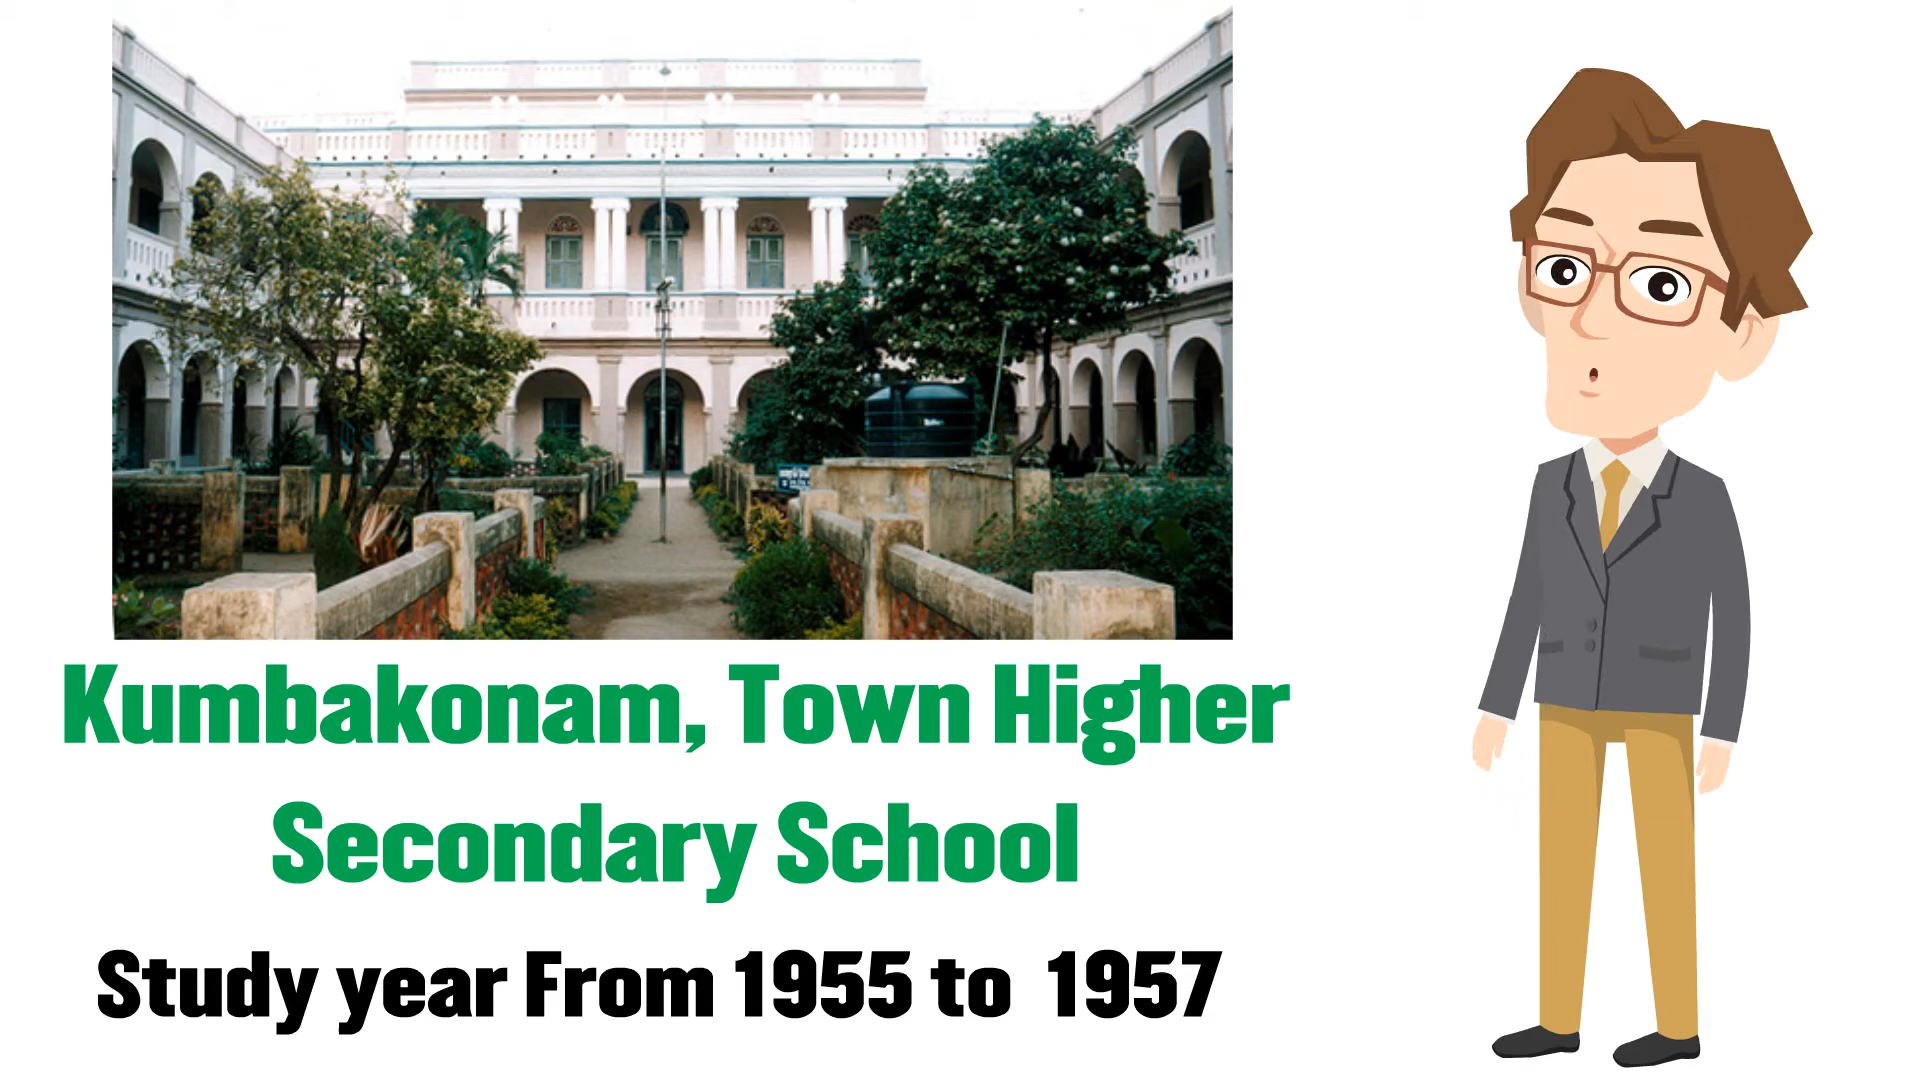 Kumbakonam, Town Higher
Secondary School
Study year From 1955 to 1957